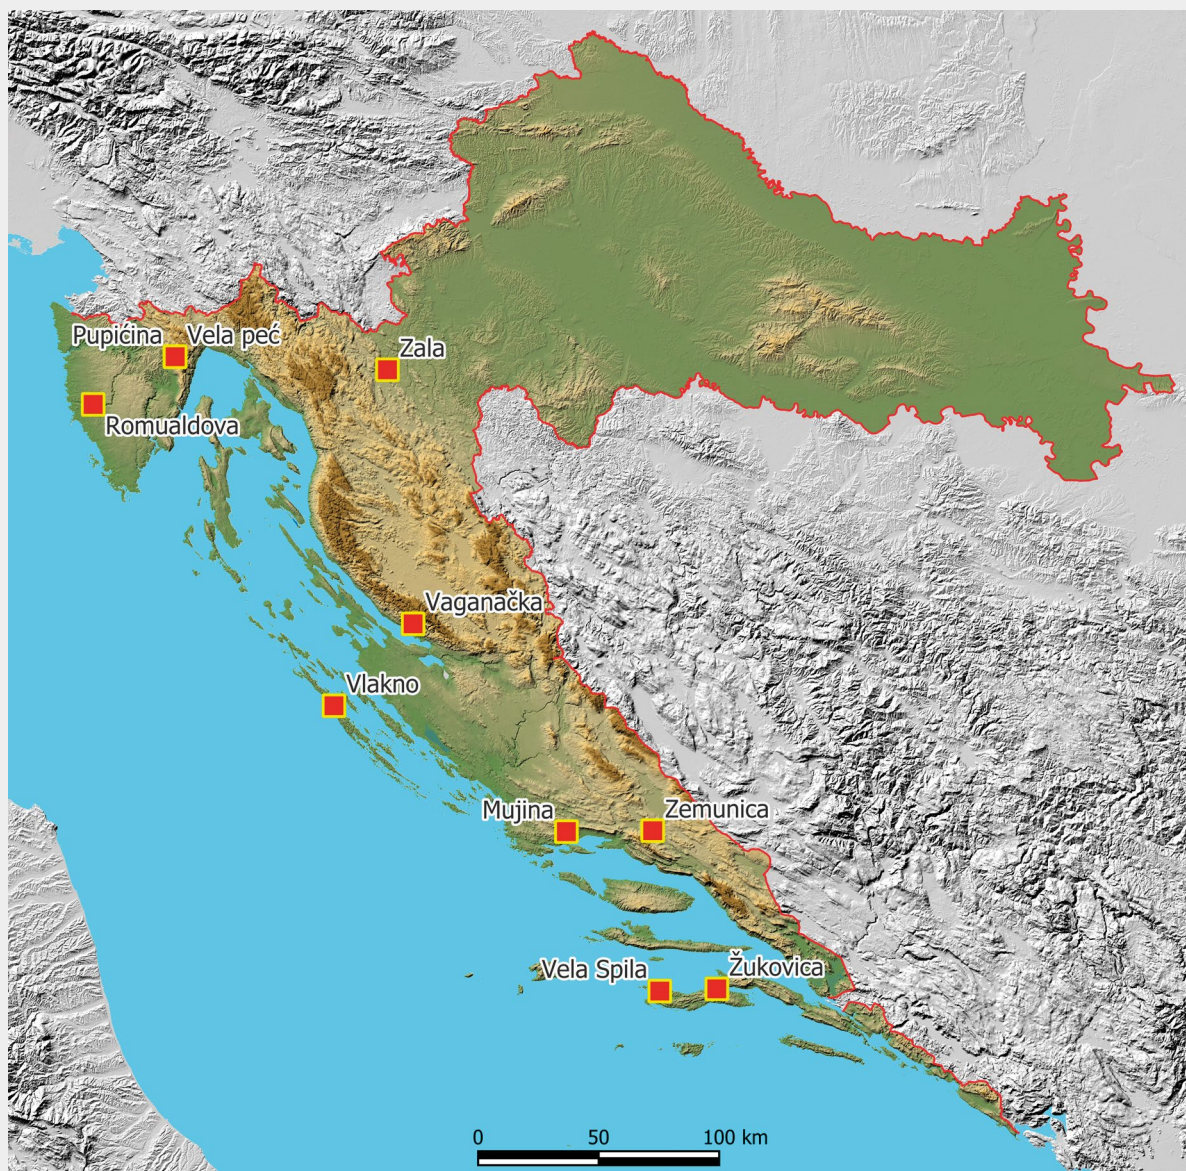 Pupićina
Vela peć
Zala
Romualdova
Vaganačka
Vlakno
Mujina
Zemunica
Vela Spila
Žukovica
0 50 100 km